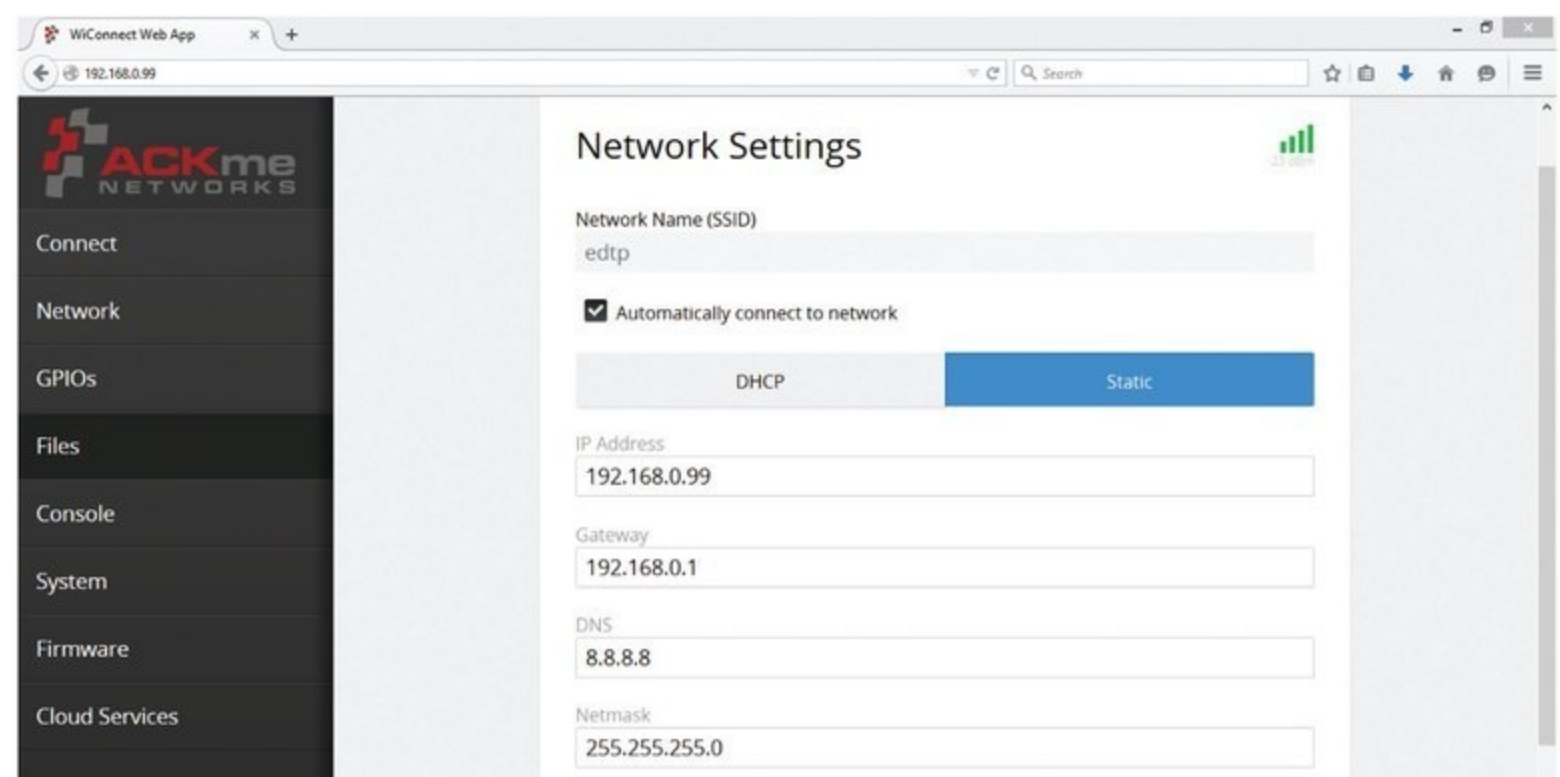 WiConnect Web App
192.168.0.99
Search
ACKme
NETWORKS
Connect
Network
GPIOs
Files
Console
System
Firmware
Cloud Services
Network Settings
Network Name (SSID)
edtp
Automatically connect to network
DHCP
Static
IP Address
192.168.0.99
Gateway
192.168.0.1
DNS
8.8.8.8
Netmask
255.255.255.0